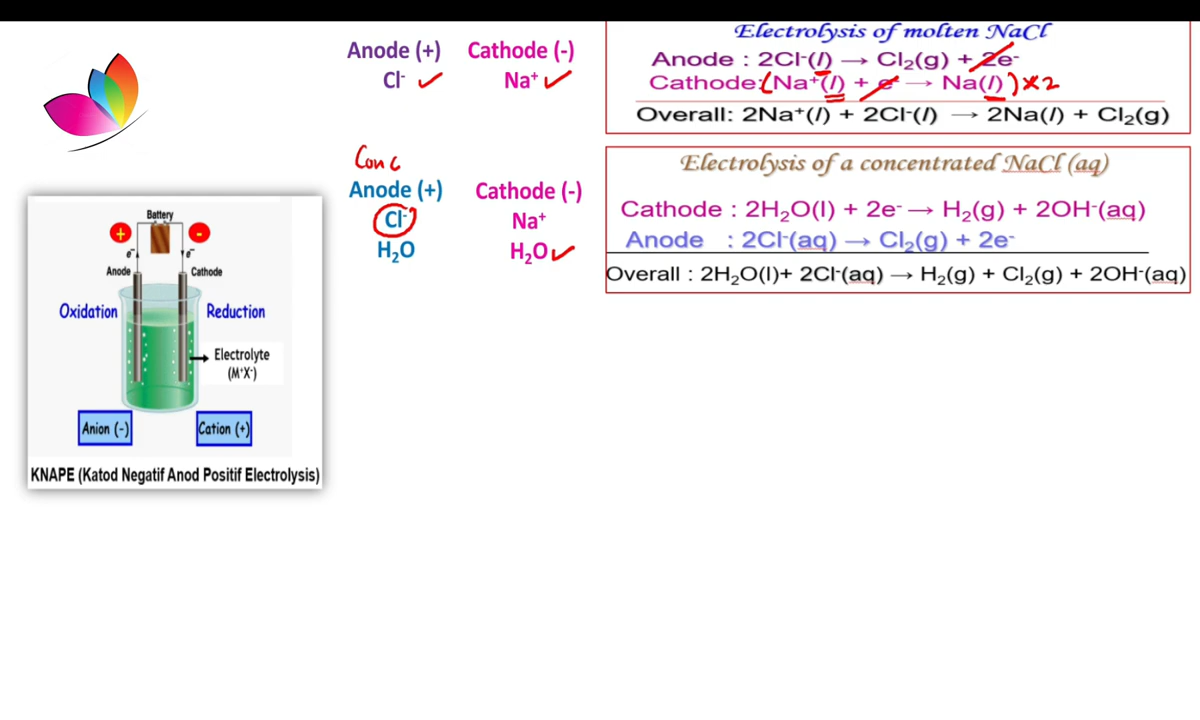 Anode (+) Cathode (-)
Cl⁻ ✓ Na⁺ ✓
Electrolysis of molten NaCl
Anode : 2Cl⁻(l) → Cl₂(g) + 2e⁻
Cathode:(Na⁺(l) + e⁻ → Na(l))×2
Overall: 2Na⁺(l) + 2Cl⁻(l) → 2Na(l) + Cl₂(g)
Conc
Anode (+) Cathode (-)
Cl⁻ Na⁺
H₂O H₂O ✓
Electrolysis of a concentrated NaCl (aq)
Cathode : 2H₂O(l) + 2e⁻ → H₂(g) + 2OH⁻(aq)
Anode : 2Cl⁻(aq) → Cl₂(g) + 2e⁻
Overall : 2H₂O(l)+ 2Cl⁻(aq) → H₂(g) + Cl₂(g) + 2OH⁻(aq)
Battery
+ -
e⁻ e⁻
Anode Cathode
Oxidation Reduction
Electrolyte
(M⁺X⁻)
Anion (-) Cation (+)
KNAPE (Katod Negatif Anod Positif Electrolysis)